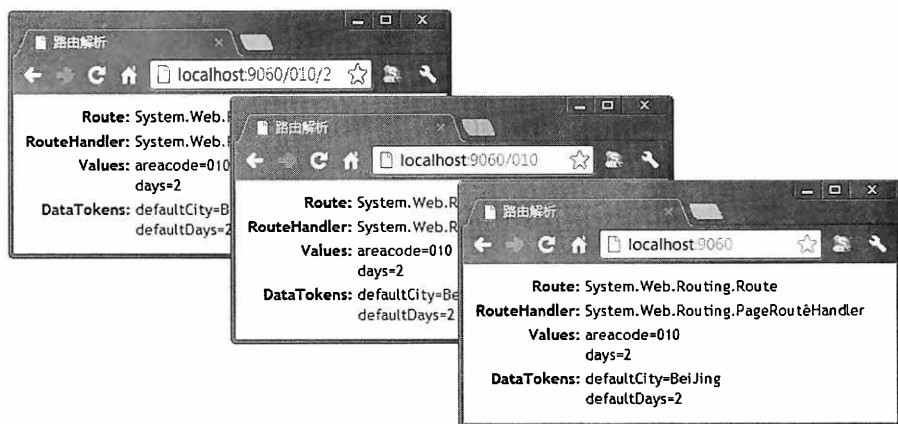 路由解析
localhost:9060/010/2
Route: System.Web.
RouteHandler: System.Web.
Values: areacode=010
days=2
DataTokens: defaultCity=B
defaultDays=2
路由解析
localhost:9060/010
Route: System.Web.R
RouteHandler: System.Web.R
Values: areacode=010
days=2
DataTokens: defaultCity=Be
defaultDays=2
路由解析
localhost:9060
Route: System.Web.Routing.Route
RouteHandler: System.Web.Routing.PageRouteHandler
Values: areacode=010
days=2
DataTokens: defaultCity=BeiJing
defaultDays=2